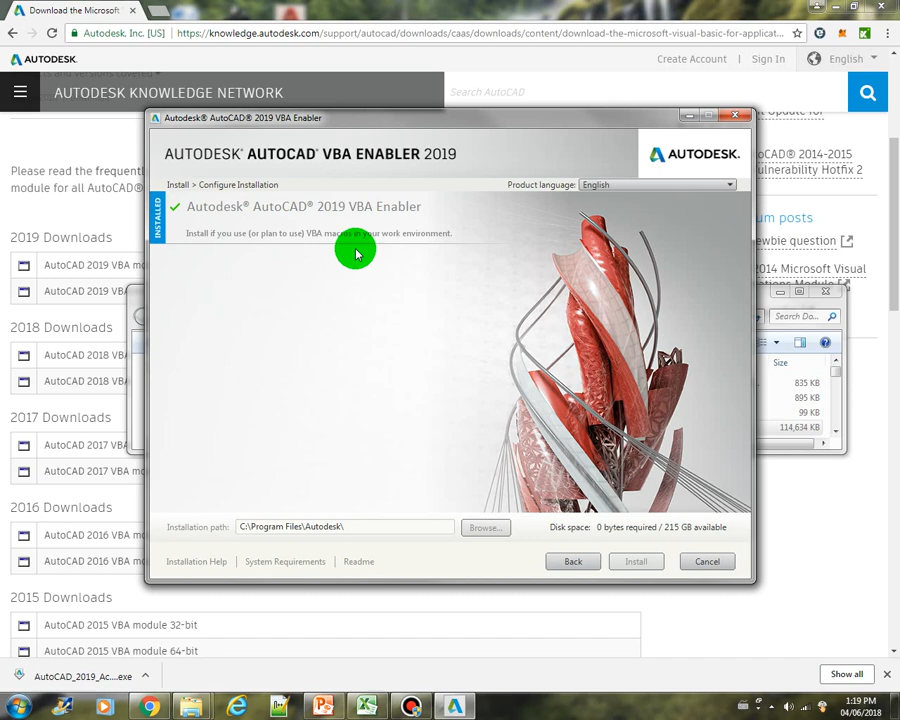 Download the Microsoft
Autodesk, Inc. [US]
https://knowledge.autodesk.com/support/autocad/downloads/caas/downloads/content/download-the-microsoft-visual-basic-for-applicat...
AUTODESK.
Create Account
Sign In
English
AUTODESK KNOWLEDGE NETWORK
Search AutoCAD
Please read the frequent
module for all AutoCAD®
2019 Downloads
AutoCAD 2019 VBA mo
AutoCAD 2019 VBA
2018 Downloads
AutoCAD 2018 VBA
AutoCAD 2018 VBA
2017 Downloads
AutoCAD 2017 VBA
AutoCAD 2017 VBA
2016 Downloads
AutoCAD 2016 VBA
AutoCAD 2016 VBA
2015 Downloads
AutoCAD 2015 VBA module 32-bit
AutoCAD 2015 VBA module 64-bit
Autodesk® AutoCAD® 2019 VBA Enabler
AUTODESK® AUTOCAD® VBA ENABLER 2019
AUTODESK.
Install > Configure Installation
Product language:
English
INSTALLED
Autodesk® AutoCAD® 2019 VBA Enabler
Install if you use (or plan to use) VBA macros in your work environment.
Installation path:
C:\Program Files\Autodesk\
Browse...
Disk space: 0 bytes required / 215 GB available
Installation Help
System Requirements
Readme
Back
Install
Cancel
oCAD® 2014-2015
ulnerability Hotfix 2
um posts
ewbie question
014 Microsoft Visual
Search Do...
Size
835 KB
895 KB
99 KB
114,634 KB
AutoCAD_2019_Ac....exe
Show all
1:19 PM
04/06/2018